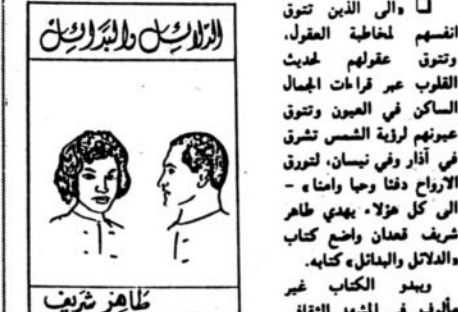 الدلائل والبدائل
طاهر شريف
❑ «الى الذين تتوق
انفسهم لمخاطبة العقول،
وتتوق عقولهم لحديث
القلوب عبر قراءات الجمال
الساكن في العيون وتتوق
عيونهم لرؤية الشمس تشرق
في آذار وفي نيسان، لتورق
الارواح دفئا وحبا وامنا» -
الى كل هؤلاء يهدي طاهر
شريف قعدان واضع كتاب
«الدلائل والبدائل» كتابه.
ويبدو الكتاب غير
مألوف في المشهد الثقافي